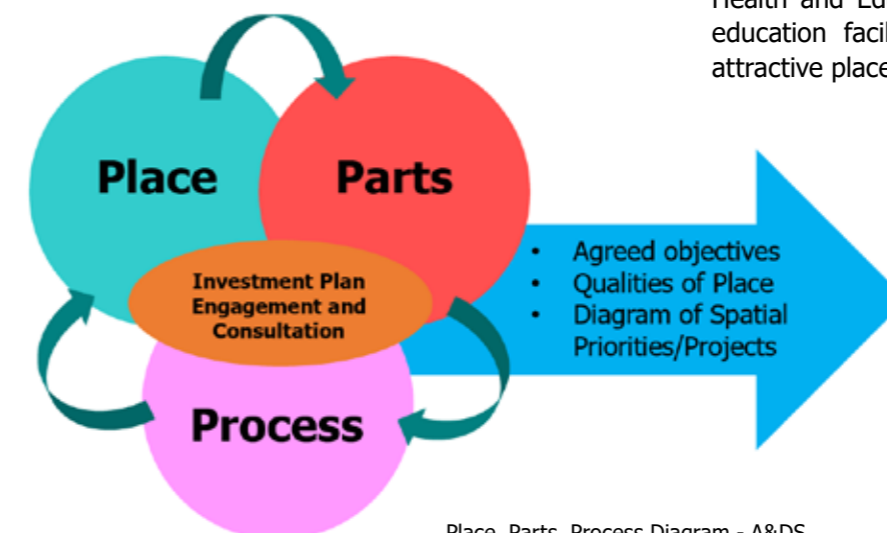 Health and Edu
education facil
attractive place
Place
Parts
Investment Plan
Engagement and
Consultation
• Agreed objectives
• Qualities of Place
• Diagram of Spatial
Priorities/Projects
Process
Place, Parts, Process Diagram - A&DS